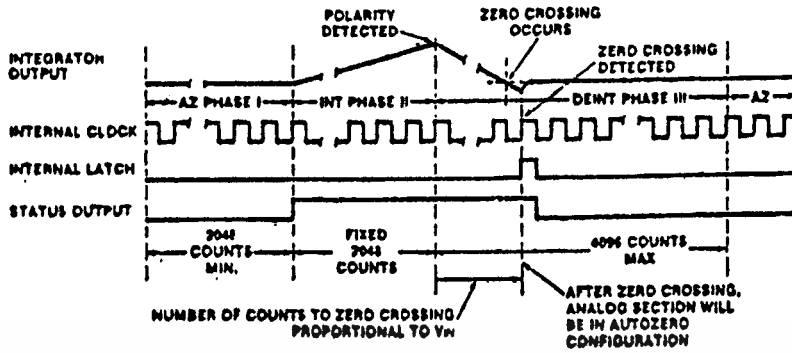 POLARITY DETECTED
ZERO CROSSING OCCURS
ZERO CROSSING DETECTED
INTEGRATOR OUTPUT
AZ PHASE I
INT PHASE II
DEINT PHASE III
AZ
INTERNAL CLOCK
INTERNAL LATCH
STATUS OUTPUT
2048 COUNTS MIN.
FIXED 2048 COUNTS
4096 COUNTS MAX
NUMBER OF COUNTS TO ZERO CROSSING
PROPORTIONAL TO VIN
AFTER ZERO CROSSING,
ANALOG SECTION WILL
BE IN AUTOZERO
CONFIGURATION